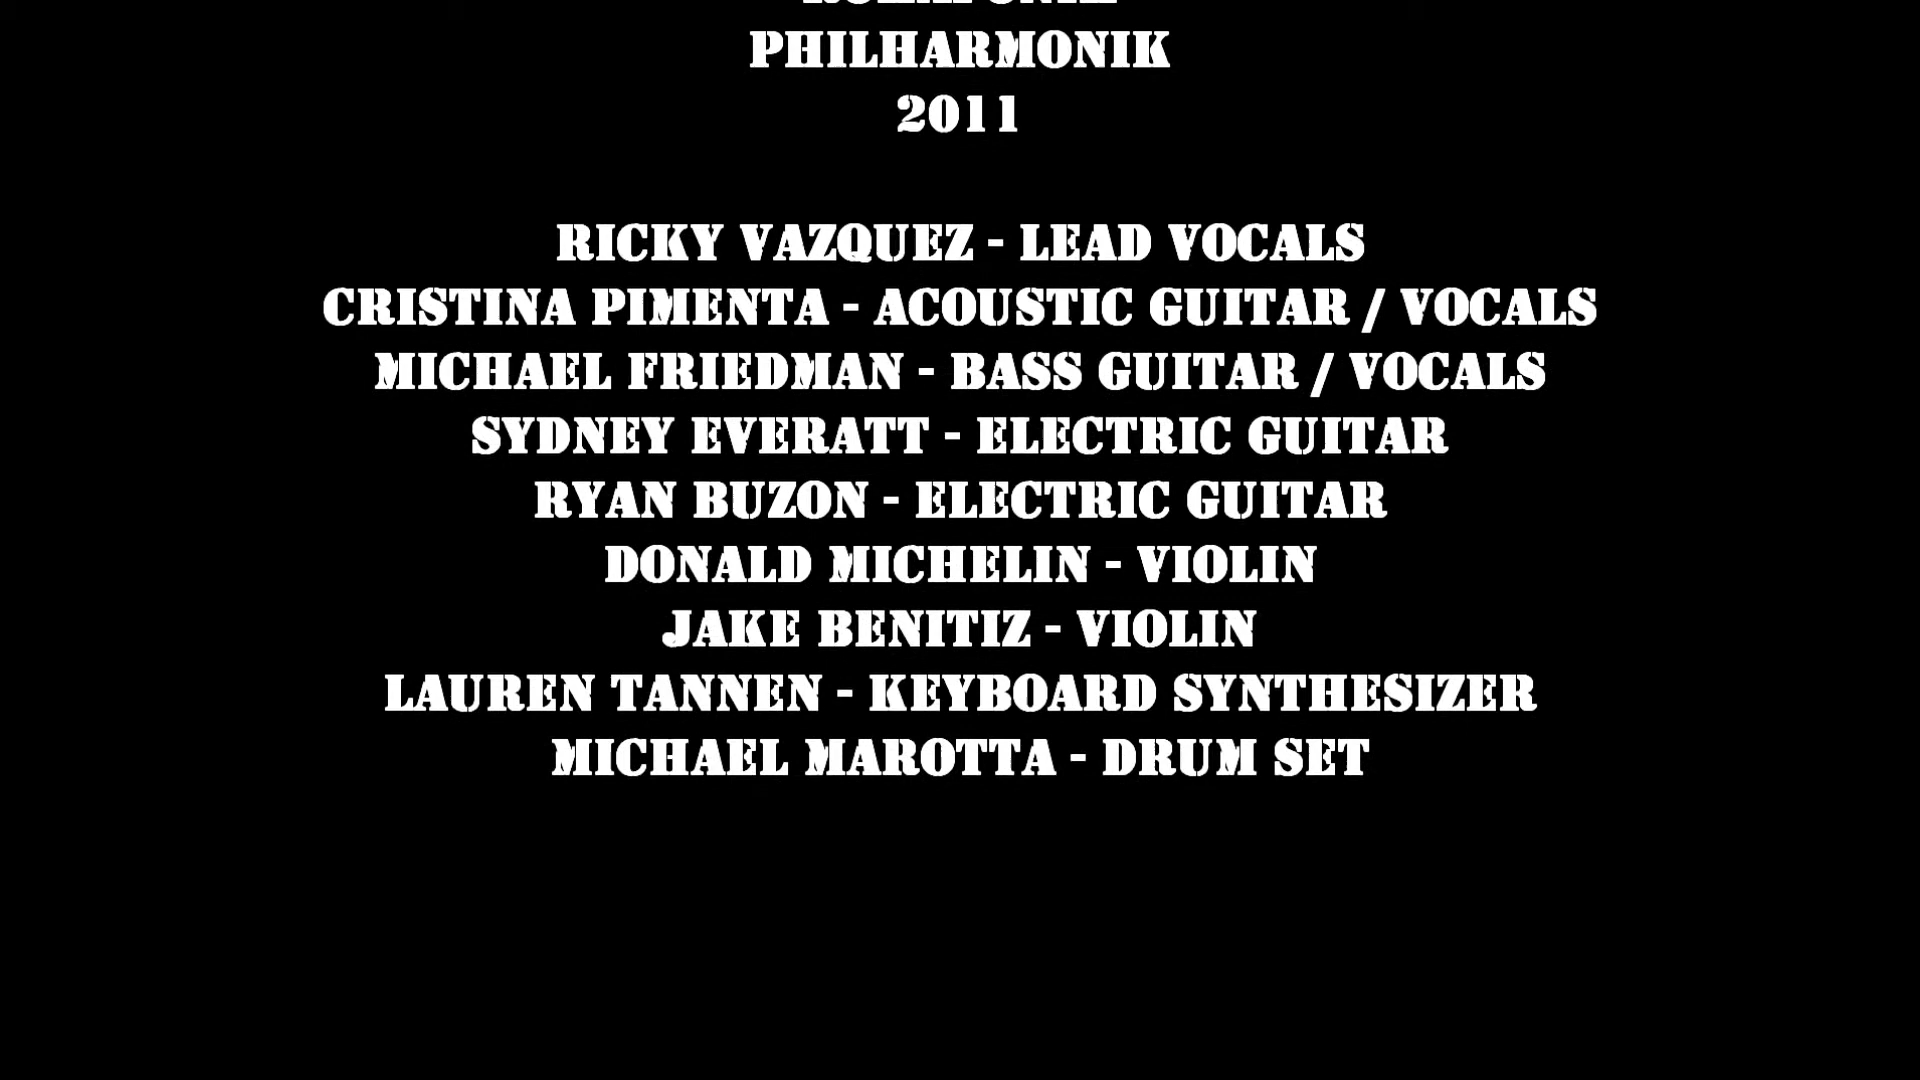 PHILHARMONIK
2011
RICKY VAZQUEZ - LEAD VOCALS
CRISTINA PIMENTA - ACOUSTIC GUITAR / VOCALS
MICHAEL FRIEDMAN - BASS GUITAR / VOCALS
SYDNEY EVERATT - ELECTRIC GUITAR
RYAN BUZON - ELECTRIC GUITAR
DONALD MICHELIN - VIOLIN
JAKE BENITIZ - VIOLIN
LAUREN TANNEN - KEYBOARD SYNTHESIZER
MICHAEL MAROTTA - DRUM SET